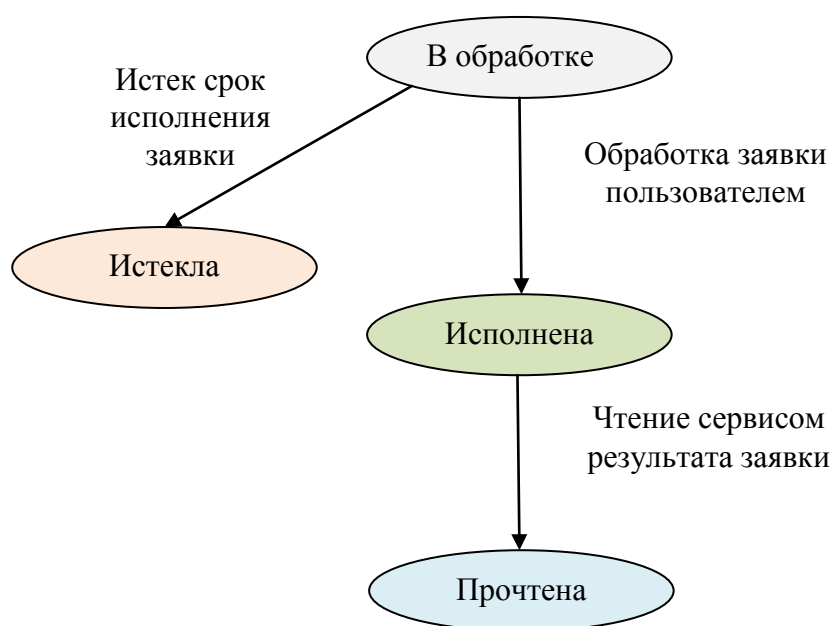 В обработке
Истек срок
исполнения
заявки
Обработка заявки
пользователем
Истекла
Исполнена
Чтение сервисом
результата заявки
Прочтена